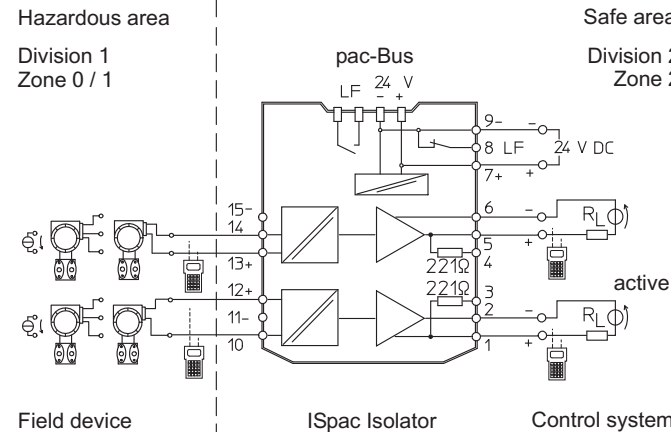 Hazardous area
Safe area
Division 1
Zone 0 / 1
pac-Bus
Division 2
Zone 2
LF
24 V
- +
9-
8 LF
7+
-
24 V DC
+
15-
14
13+
6
5
4
221Ω
-
+
RL
12+
11-
10
221Ω
3
2
1
active
-
+
RL
Field device
ISpac Isolator
Control system